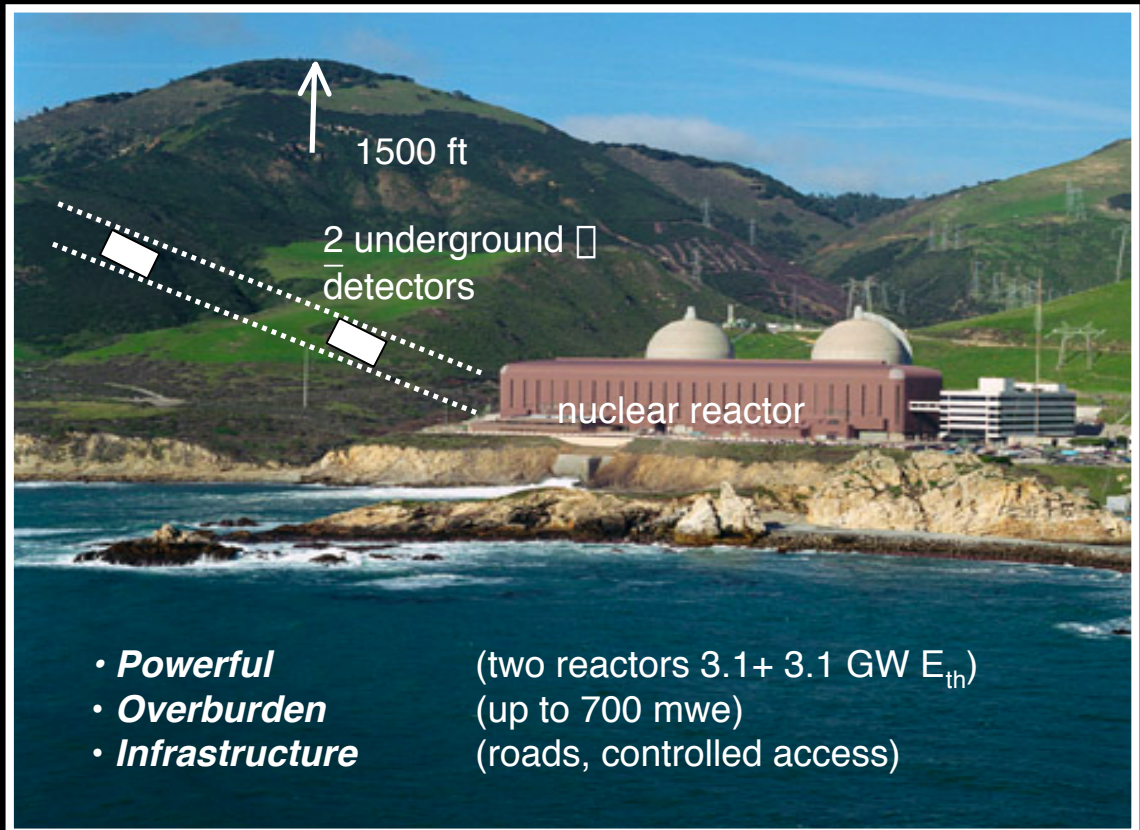 1500 ft
2 underground ▯
detectors
nuclear reactor
• Powerful (two reactors 3.1+ 3.1 GW E_th)
• Overburden (up to 700 mwe)
• Infrastructure (roads, controlled access)